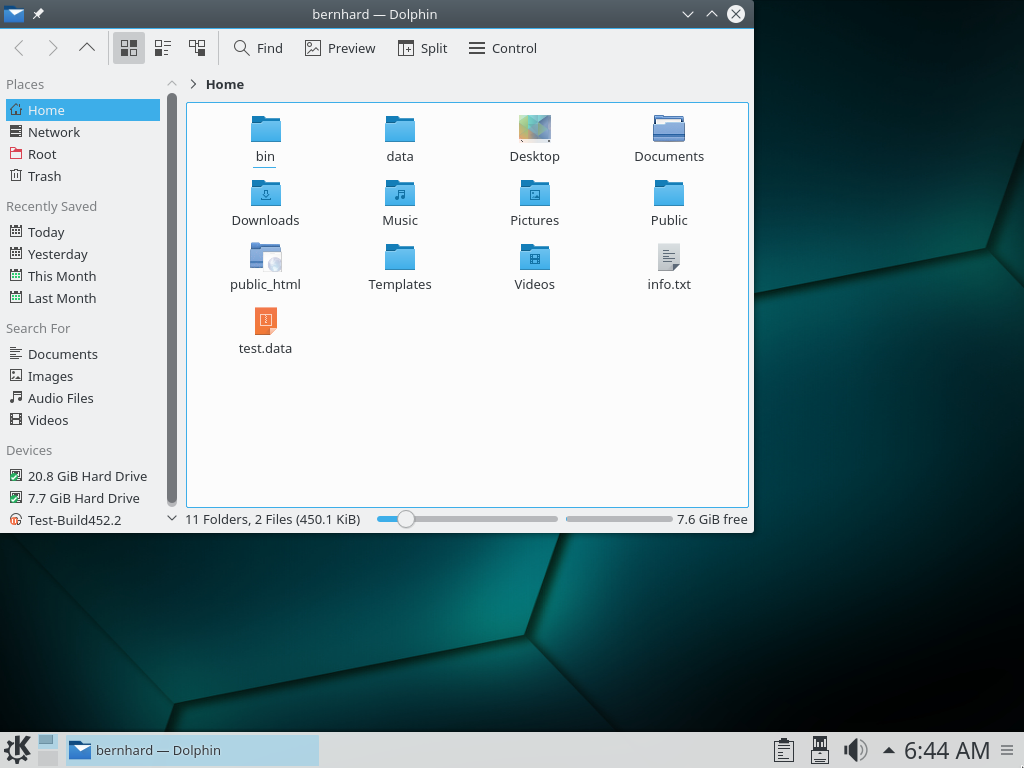 bernhard — Dolphin
Find
Preview
Split
Control
Places
Home
Network
Root
Trash
Recently Saved
Today
Yesterday
This Month
Last Month
Search For
Documents
Images
Audio Files
Videos
Devices
20.8 GiB Hard Drive
7.7 GiB Hard Drive
Test-Build452.2
Home
bin
data
Desktop
Documents
Downloads
Music
Pictures
Public
public_html
Templates
Videos
info.txt
test.data
11 Folders, 2 Files (450.1 KiB)
7.6 GiB free
bernhard — Dolphin
6:44 AM